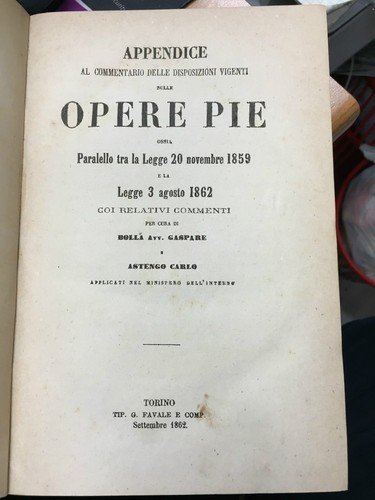 APPENDICE
AL COMMENTARIO DELLE DISPOSIZIONI VIGENTI
SULLE
OPERE PIE
OSSIA
Paralello tra la Legge 20 novembre 1859
E LA
Legge 3 agosto 1862
COI RELATIVI COMMENTI
PER CURA DI
BOLLA AVV. GASPARE
E
ASTENGO CARLO
APPLICATI NEL MINISTERO DELL'INTERNO
TORINO
TIP. G. FAVALE E COMP.
Settembre 1862.